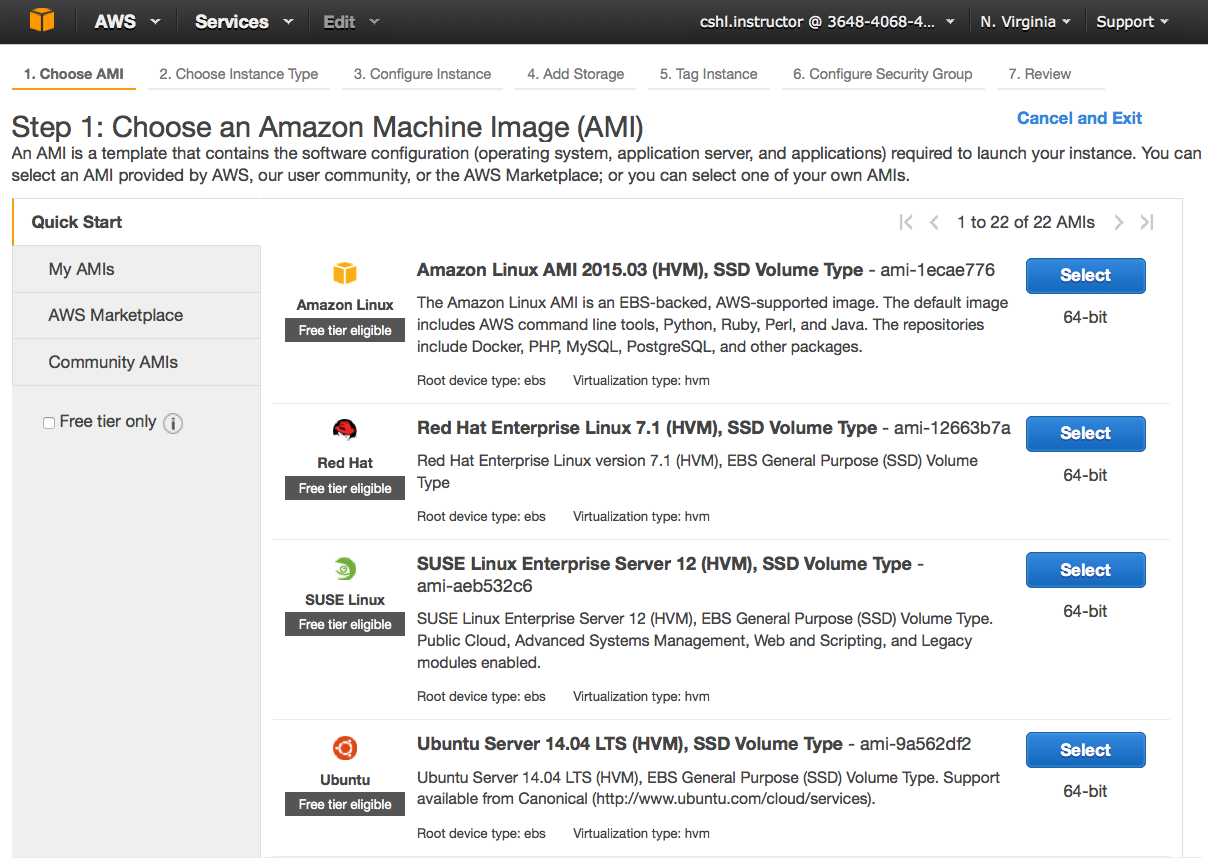 AWS Services Edit cshl.instructor @ 3648-4068-4... N. Virginia Support
1. Choose AMI 2. Choose Instance Type 3. Configure Instance 4. Add Storage 5. Tag Instance 6. Configure Security Group 7. Review
Step 1: Choose an Amazon Machine Image (AMI)
Cancel and Exit
An AMI is a template that contains the software configuration (operating system, application server, and applications) required to launch your instance. You can
select an AMI provided by AWS, our user community, or the AWS Marketplace; or you can select one of your own AMIs.
Quick Start
My AMIs
AWS Marketplace
Community AMIs
Free tier only i
1 to 22 of 22 AMIs
Amazon Linux
Free tier eligible
Amazon Linux AMI 2015.03 (HVM), SSD Volume Type - ami-1ecae776
The Amazon Linux AMI is an EBS-backed, AWS-supported image. The default image
includes AWS command line tools, Python, Ruby, Perl, and Java. The repositories
include Docker, PHP, MySQL, PostgreSQL, and other packages.
Root device type: ebs Virtualization type: hvm
Select
64-bit
Red Hat
Free tier eligible
Red Hat Enterprise Linux 7.1 (HVM), SSD Volume Type - ami-12663b7a
Red Hat Enterprise Linux version 7.1 (HVM), EBS General Purpose (SSD) Volume
Type
Root device type: ebs Virtualization type: hvm
Select
64-bit
SUSE Linux
Free tier eligible
SUSE Linux Enterprise Server 12 (HVM), SSD Volume Type -
ami-aeb532c6
SUSE Linux Enterprise Server 12 (HVM), EBS General Purpose (SSD) Volume Type.
Public Cloud, Advanced Systems Management, Web and Scripting, and Legacy
modules enabled.
Root device type: ebs Virtualization type: hvm
Select
64-bit
Ubuntu
Free tier eligible
Ubuntu Server 14.04 LTS (HVM), SSD Volume Type - ami-9a562df2
Ubuntu Server 14.04 LTS (HVM), EBS General Purpose (SSD) Volume Type. Support
available from Canonical (http://www.ubuntu.com/cloud/services).
Root device type: ebs Virtualization type: hvm
Select
64-bit